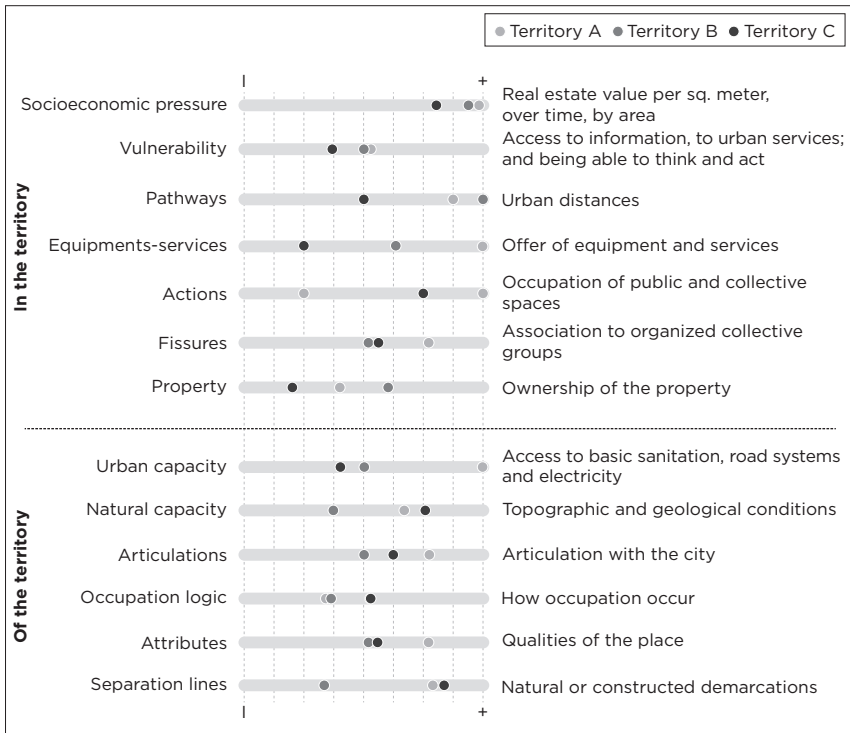 Territory A Territory B Territory C
I +
Socioeconomic pressure
Real estate value per sq. meter,
over time, by area
Vulnerability
Access to information, to urban services;
and being able to think and act
Pathways
Urban distances
Equipments-services
Offer of equipment and services
Actions
Occupation of public and collective
spaces
Fissures
Association to organized collective
groups
Property
Ownership of the property
In the territory
Urban capacity
Access to basic sanitation, road systems
and electricity
Natural capacity
Topographic and geological conditions
Articulations
Articulation with the city
Occupation logic
How occupation occur
Attributes
Qualities of the place
Separation lines
Natural or constructed demarcations
Of the territory
I +